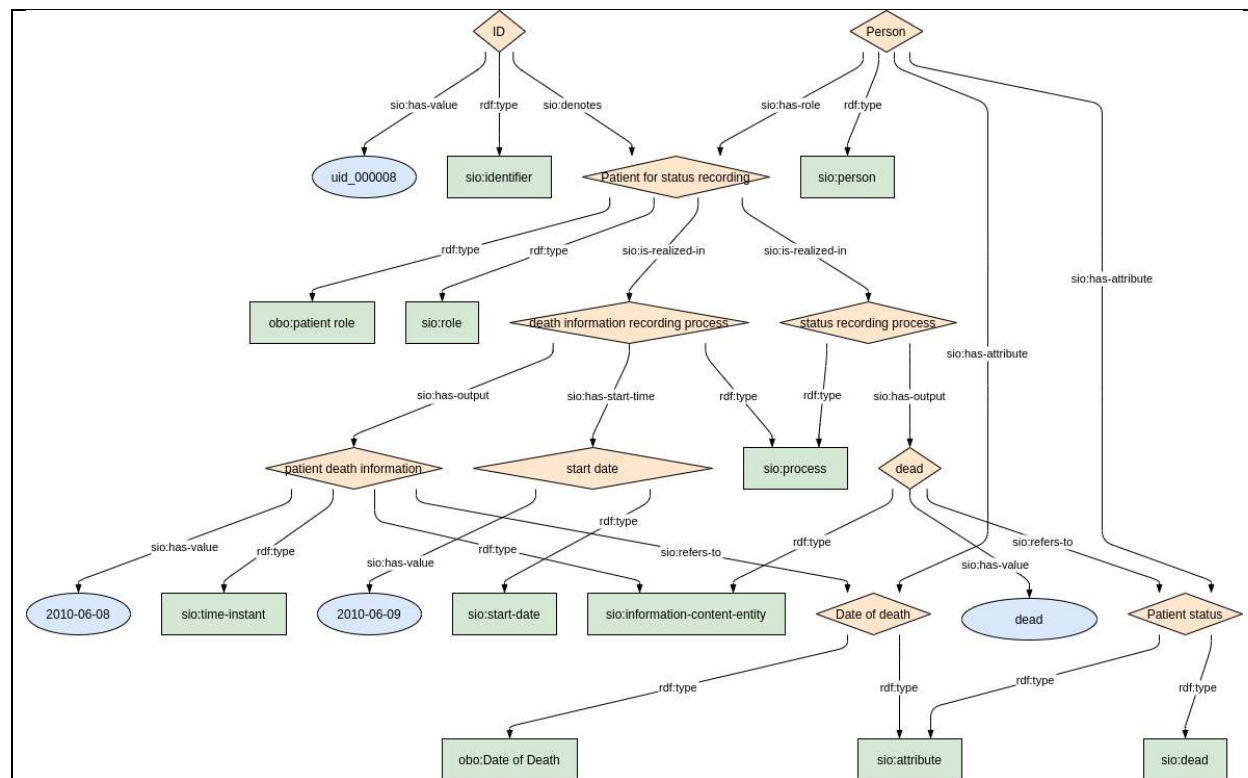 ID
Person
sio:has-value
rdf:type
sio:denotes
sio:has-role
rdf:type
uid_000008
sio:identifier
Patient for status recording
sio:person
rdf:type
rdf:type
sio:is-realized-in
sio:is-realized-in
sio:has-attribute
obo:patient role
sio:role
death information recording process
status recording process
sio:has-attribute
sio:has-output
sio:has-start-time
rdf:type
rdf:type
sio:has-output
patient death information
start date
sio:process
dead
sio:has-value
rdf:type
rdf:type
sio:has-value
rdf:type
sio:refers-to
rdf:type
sio:has-value
sio:refers-to
2010-06-08
sio:time-instant
2010-06-09
sio:start-date
sio:information-content-entity
Date of death
dead
Patient status
rdf:type
rdf:type
rdf:type
rdf:type
obo:Date of Death
sio:attribute
sio:dead